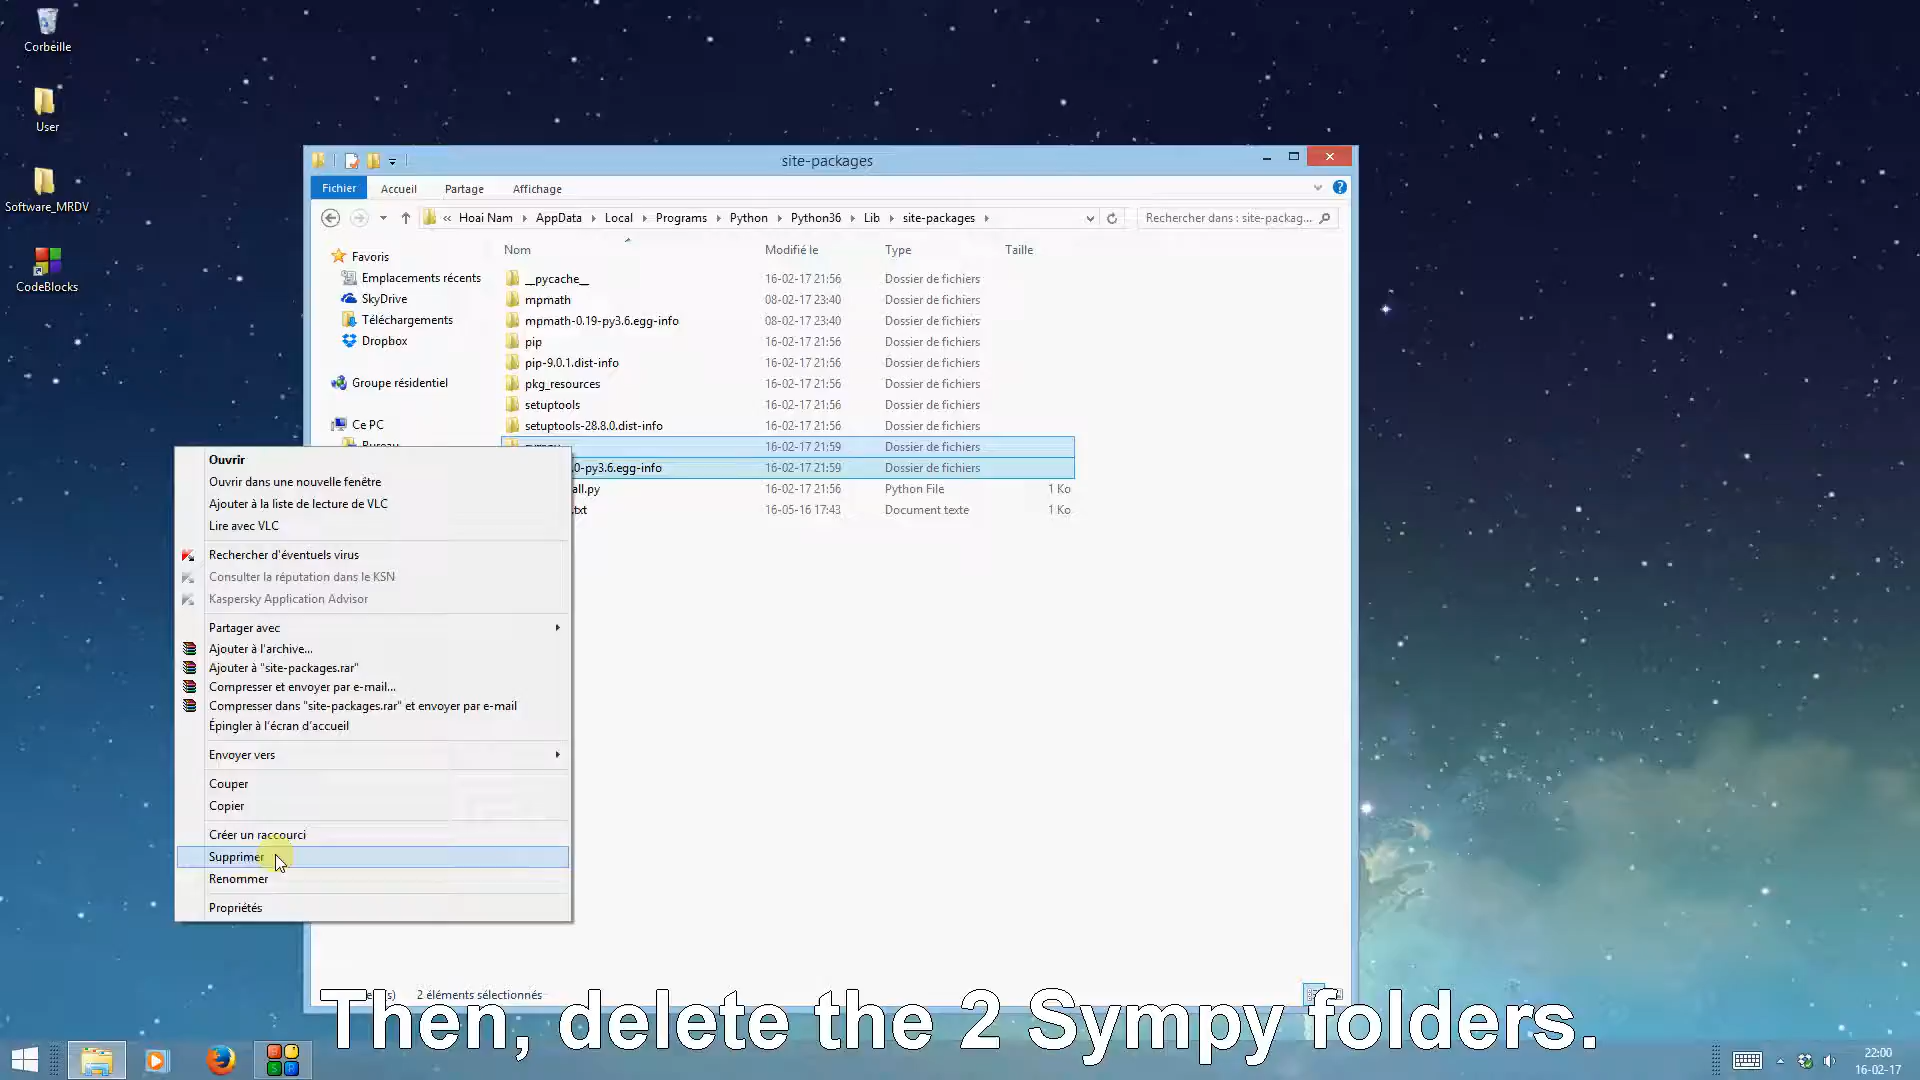 Corbeille
User
Software_MRDV
CodeBlocks
site-packages
Fichier
Accueil
Partage
Affichage
« Hoai Nam AppData Local Programs Python Python36 Lib site-packages
Rechercher dans : site-packag...
Favoris
Emplacements récents
SkyDrive
Téléchargements
Dropbox
Groupe résidentiel
Ce PC
Nom Modifié le Type Taille
__pycache__ 16-02-17 21:56 Dossier de fichiers
mpmath 08-02-17 23:40 Dossier de fichiers
mpmath-0.19-py3.6.egg-info 08-02-17 23:40 Dossier de fichiers
pip 16-02-17 21:56 Dossier de fichiers
pip-9.0.1.dist-info 16-02-17 21:56 Dossier de fichiers
pkg_resources 16-02-17 21:56 Dossier de fichiers
setuptools 16-02-17 21:56 Dossier de fichiers
setuptools-28.8.0.dist-info 16-02-17 21:56 Dossier de fichiers
16-02-17 21:59 Dossier de fichiers
.0-py3.6.egg-info 16-02-17 21:59 Dossier de fichiers
all.py 16-02-17 21:56 Python File 1 Ko
.txt 16-05-16 17:43 Document texte 1 Ko
Ouvrir
Ouvrir dans une nouvelle fenêtre
Ajouter à la liste de lecture de VLC
Lire avec VLC
Rechercher d'éventuels virus
Consulter la réputation dans le KSN
Kaspersky Application Advisor
Partager avec
Ajouter à l'archive...
Ajouter à "site-packages.rar"
Compresser et envoyer par e-mail...
Compresser dans "site-packages.rar" et envoyer par e-mail
Épingler à l'écran d'accueil
Envoyer vers
Couper
Copier
Créer un raccourci
Supprimer
Renommer
Propriétés
2 éléments sélectionnés
Then, delete the 2 Sympy folders.
22:00
16-02-17